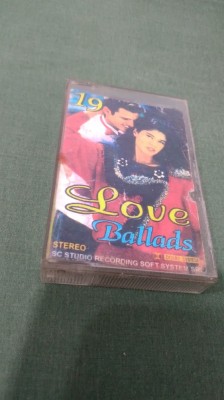 19
Love
Ballads
STEREO
SC STUDIO RECORDING SOFT SYSTEM